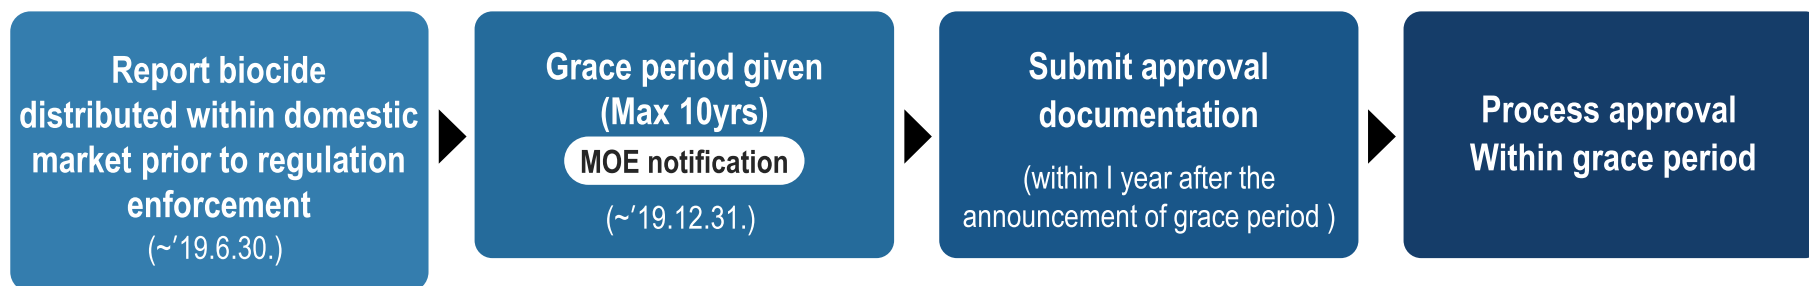 Report biocide
distributed within domestic
market prior to regulation
enforcement
(~'19.6.30.)
Grace period given
(Max 10yrs)
MOE notification
(~'19.12.31.)
Submit approval
documentation
(within I year after the
announcement of grace period )
Process approval
Within grace period